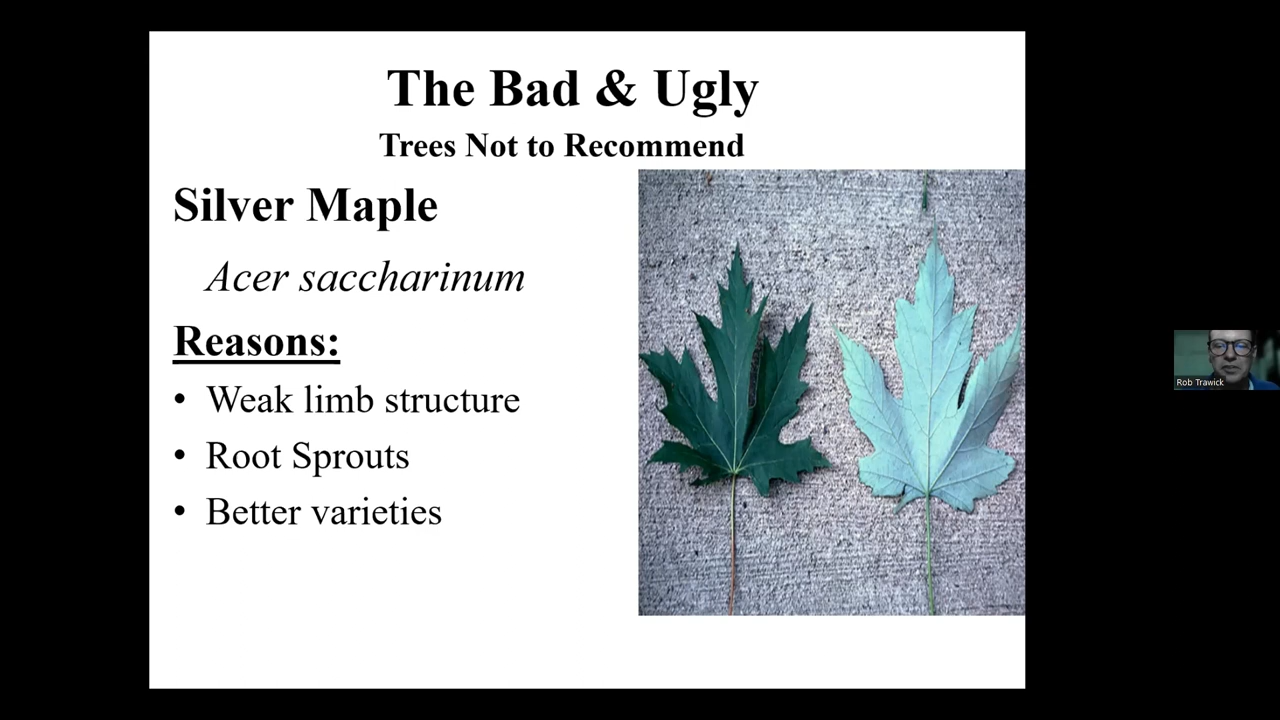 The Bad & Ugly
Trees Not to Recommend
Silver Maple
Acer saccharinum
Reasons:
• Weak limb structure
• Root Sprouts
• Better varieties
Rob Trawick